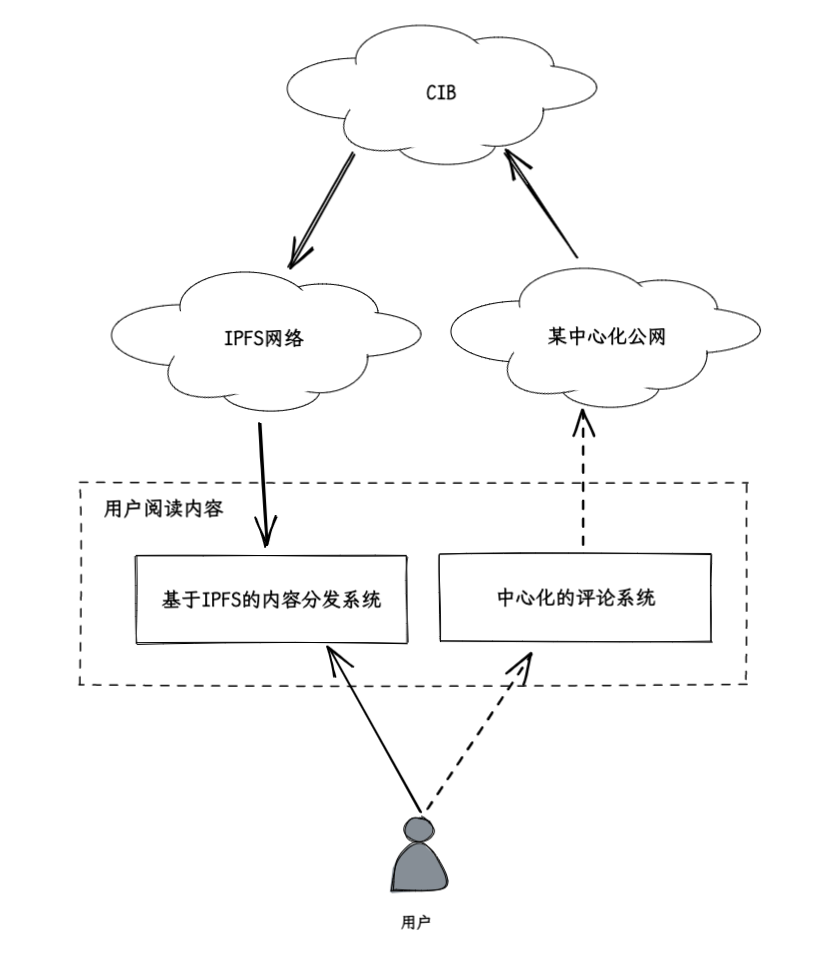 CIB
IPFS网络
某中心化公网
用户阅读内容
基于IPFS的内容分发系统
中心化的评论系统
用户